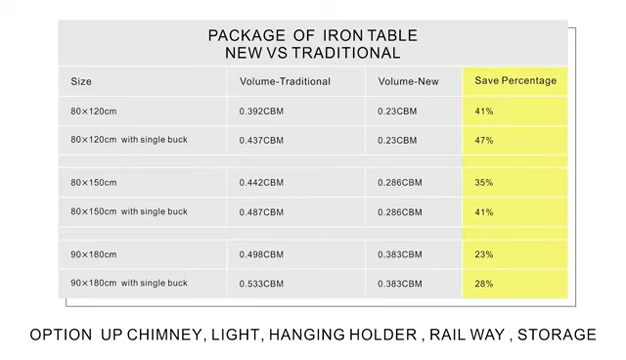 PACKAGE OF IRON TABLE
NEW VS TRADITIONAL
Size Volume-Traditional Volume-New Save Percentage
80×120cm 0.392CBM 0.23CBM 41%
80×120cm with single buck 0.437CBM 0.23CBM 47%
80×150cm 0.442CBM 0.286CBM 35%
80×150cm with single buck 0.487CBM 0.286CBM 41%
90×180cm 0.498CBM 0.383CBM 23%
90×180cm with single buck 0.533CBM 0.383CBM 28%
OPTION UP CHIMNEY, LIGHT, HANGING HOLDER , RAIL WAY , STORAGE